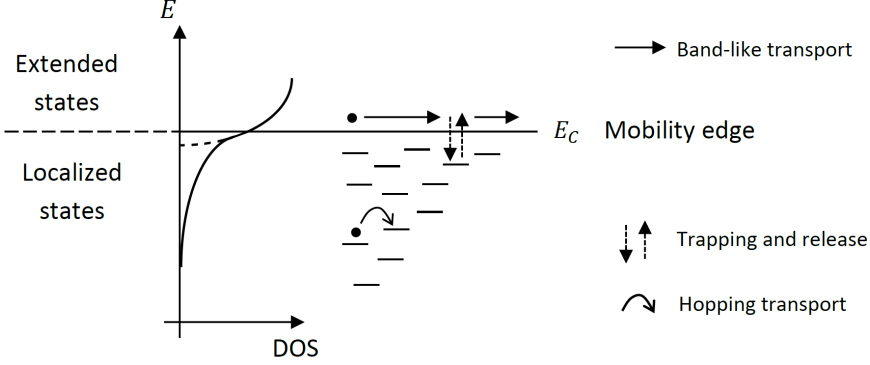 E
Extended
states
Band-like transport
E_C Mobility edge
Localized
states
Trapping and release
Hopping transport
DOS